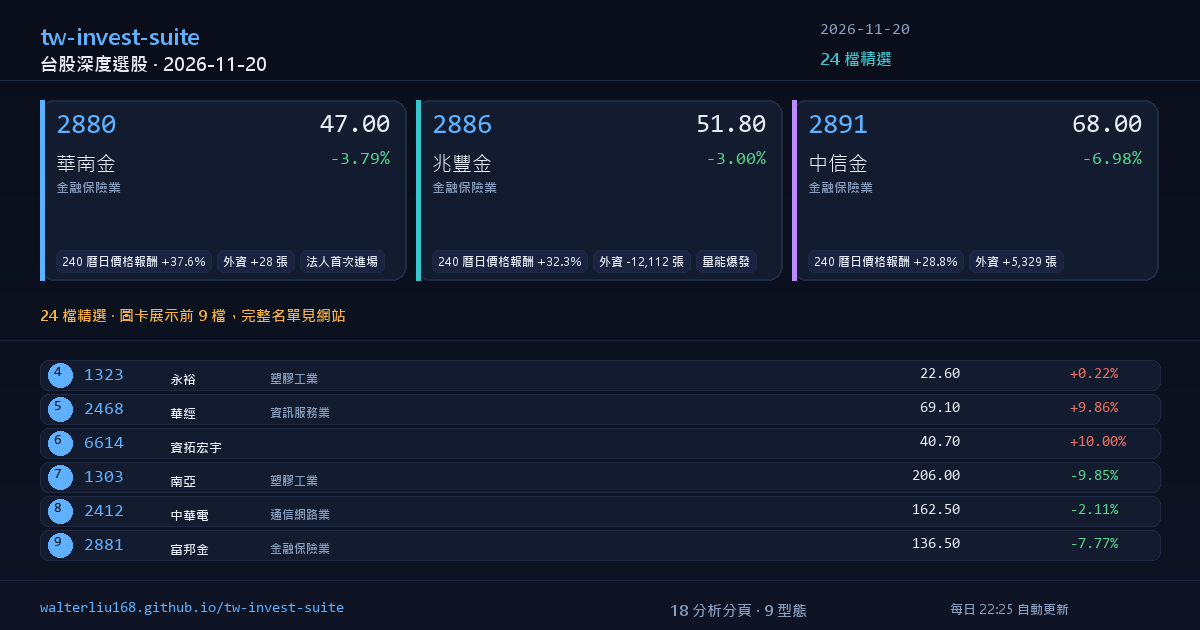 tw-invest-suite
台股深度選股 · 2026-11-20
2026-11-20
24 檔精選
2880 47.00
華南金 -3.79%
金融保險業
240 曆日價格報酬 +37.6% 外資 +28 張 法人首次進場
2886 51.80
兆豐金 -3.00%
金融保險業
240 曆日價格報酬 +32.3% 外資 -12,112 張 量能爆發
2891 68.00
中信金 -6.98%
金融保險業
240 曆日價格報酬 +28.8% 外資 +5,329 張
24 檔精選 · 圖卡展示前 9 檔，完整名單見網站
4 1323 永裕 塑膠工業 22.60 +0.22%
5 2468 華經 資訊服務業 69.10 +9.86%
6 6614 資拓宏宇 40.70 +10.00%
7 1303 南亞 塑膠工業 206.00 -9.85%
8 2412 中華電 通信網路業 162.50 -2.11%
9 2881 富邦金 金融保險業 136.50 -7.77%
walterliu168.github.io/tw-invest-suite
18 分析分頁 · 9 型態
每日 22:25 自動更新